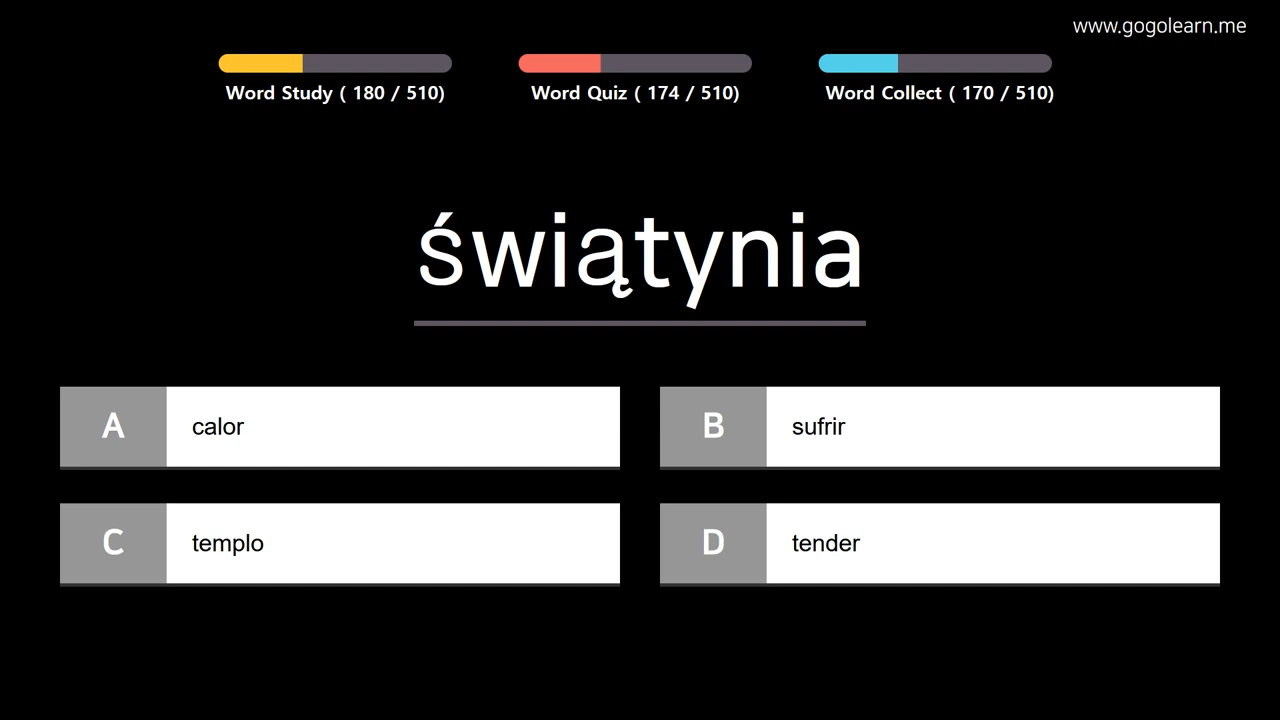 www.gogolearn.me
Word Study ( 180 / 510)
Word Quiz ( 174 / 510)
Word Collect ( 170 / 510)
świątynia
A calor
B sufrir
C templo
D tender